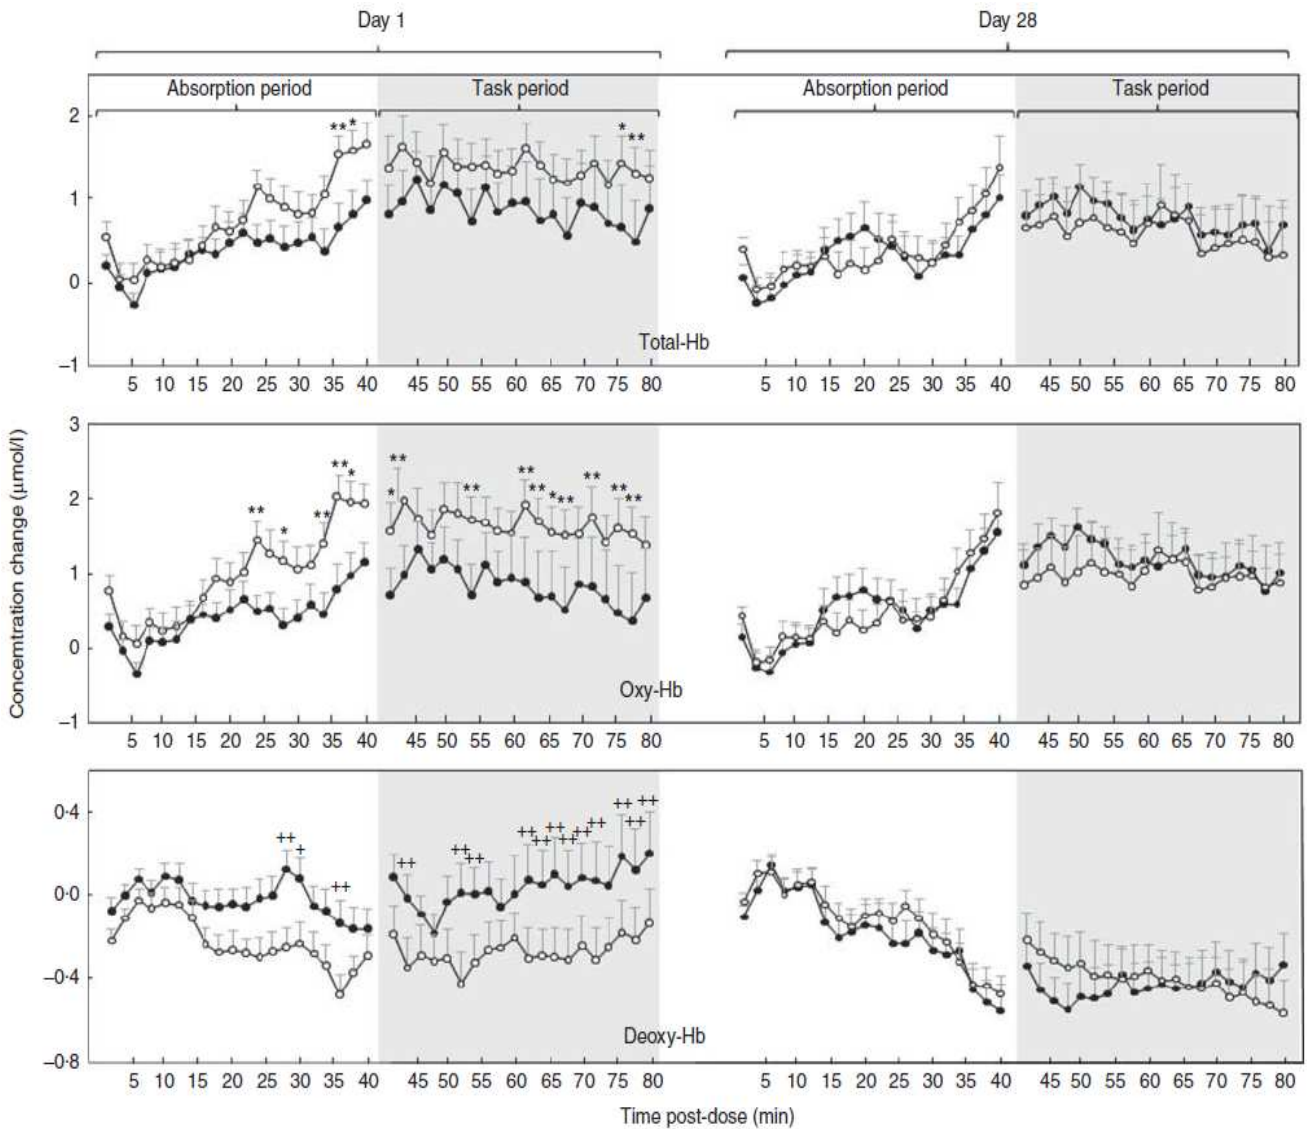 Day 1 Day 28
Absorption period Task period Absorption period Task period
** * * **
2
1
0
−1
Total-Hb
5 10 15 20 25 30 35 40 45 50 55 60 65 70 75 80 5 10 15 20 25 30 35 40 45 50 55 60 65 70 75 80
Concemtration change (µmol/l)
3
2
1
0
−1
** * ** ** * * ** ** ** ** * ** ** ** **
Oxy-Hb
5 10 15 20 25 30 35 40 45 50 55 60 65 70 75 80 5 10 15 20 25 30 35 40 45 50 55 60 65 70 75 80
0·4
0·0
−0·4
−0·8
++ + ++ ++ ++ ++ ++ ++ ++ ++ ++ ++ ++ ++ ++
Deoxy-Hb
5 10 15 20 25 30 35 40 45 50 55 60 65 70 75 80 5 10 15 20 25 30 35 40 45 50 55 60 65 70 75 80
Time post-dose (min)